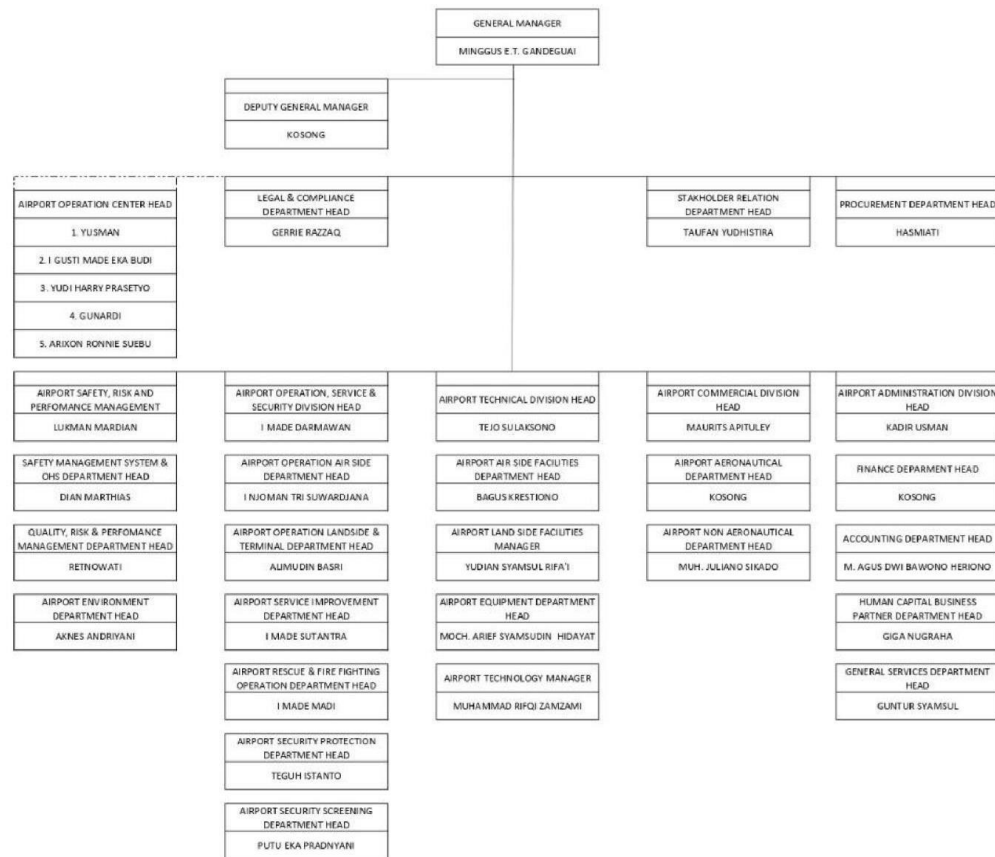 GENERAL MANAGER
MINGGUS E.T. GANDEGUAI
DEPUTY GENERAL MANAGER
KOSONG
AIRPORT OPERATION CENTER HEAD
1. YUSMAN
2. I GUSTI MADE EKA BUDI
3. YUDI HARRY PRASETYO
4. GUNARDI
5. ARIXON RONNIE SUEBU
LEGAL & COMPLIANCE
DEPARTMENT HEAD
GERRIE RAZZAQ
STAKHOLDER RELATION
DEPARTMENT HEAD
TAUFAN YUDHISTIRA
PROCUREMENT DEPARTMENT HEAD
HASMIATI
AIRPORT SAFETY, RISK AND
PERFOMANCE MANAGEMENT
LUKMAN MARDIAN
SAFETY MANAGEMENT SYSTEM &
OHS DEPARTMENT HEAD
DIAN MARTHIAS
QUALITY, RISK & PERFOMANCE
MANAGEMENT DEPARTMENT HEAD
RETNOWATI
AIRPORT ENVIRONMENT
DEPARTMENT HEAD
AKNES ANDRIYANI
AIRPORT OPERATION, SERVICE &
SECURITY DIVISION HEAD
I MADE DARMAWAN
AIRPORT OPERATION AIR SIDE
DEPARTMENT HEAD
I NJOMAN TRI SUWARDJANA
AIRPORT OPERATION LANDSIDE &
TERMINAL DEPARTMENT HEAD
ALIMUDIN BASRI
AIRPORT SERVICE IMPROVEMENT
DEPARTMENT HEAD
I MADE SUTANTRA
AIRPORT RESCUE & FIRE FIGHTING
OPERATION DEPARTMENT HEAD
I MADE MADI
AIRPORT SECURITY PROTECTION
DEPARTMENT HEAD
TEGUH ISTANTO
AIRPORT SECURITY SCREENING
DEPARTMENT HEAD
PUTU EKA PRADNYANI
AIRPORT TECHNICAL DIVISION HEAD
TEJO SULAKSONO
AIRPORT AIR SIDE FACILITIES
DEPARTMENT HEAD
BAGUS KRESTIONO
AIRPORT LAND SIDE FACILITIES
MANAGER
YUDIAN SYAMSUL RIFA'I
AIRPORT EQUIPMENT DEPARTMENT
HEAD
MOCH. ARIEF SYAMSUDIN HIDAYAT
AIRPORT TECHNOLOGY MANAGER
MUHAMMAD RIFQI ZAMZAMI
AIRPORT COMMERCIAL DIVISION
HEAD
MAURITS APITULEY
AIRPORT AERONAUTICAL
DEPARTMENT HEAD
KOSONG
AIRPORT NON AERONAUTICAL
DEPARTMENT HEAD
MUH. JULIANO SIKADO
AIRPORT ADMINISTRATION DIVISION
HEAD
KADIR USMAN
FINANCE DEPARMENT HEAD
KOSONG
ACCOUNTING DEPARTMENT HEAD
M. AGUS DWI BAWONO HERIONO
HUMAN CAPITAL BUSINESS
PARTNER DEPARTMENT HEAD
GIGA NUGRAHA
GENERAL SERVICES DEPARTMENT
HEAD
GUNTUR SYAMSUL